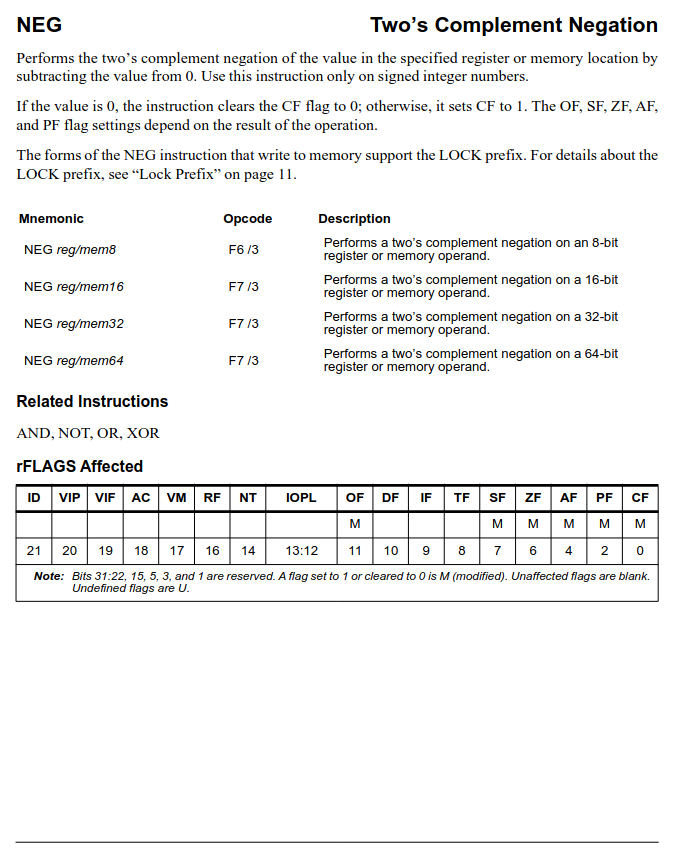 NEG Two’s Complement Negation
Performs the two’s complement negation of the value in the specified register or memory location by
subtracting the value from 0. Use this instruction only on signed integer numbers.
If the value is 0, the instruction clears the CF flag to 0; otherwise, it sets CF to 1. The OF, SF, ZF, AF,
and PF flag settings depend on the result of the operation.
The forms of the NEG instruction that write to memory support the LOCK prefix. For details about the
LOCK prefix, see “Lock Prefix” on page 11.
Mnemonic Opcode Description
NEG reg/mem8 F6 /3 Performs a two’s complement negation on an 8-bit
register or memory operand.
NEG reg/mem16 F7 /3 Performs a two’s complement negation on a 16-bit
register or memory operand.
NEG reg/mem32 F7 /3 Performs a two’s complement negation on a 32-bit
register or memory operand.
NEG reg/mem64 F7 /3 Performs a two’s complement negation on a 64-bit
register or memory operand.
Related Instructions
AND, NOT, OR, XOR
rFLAGS Affected
ID VIP VIF AC VM RF NT IOPL OF DF IF TF SF ZF AF PF CF
M M M M M M
21 20 19 18 17 16 14 13:12 11 10 9 8 7 6 4 2 0
Note: Bits 31:22, 15, 5, 3, and 1 are reserved. A flag set to 1 or cleared to 0 is M (modified). Unaffected flags are blank.
Undefined flags are U.